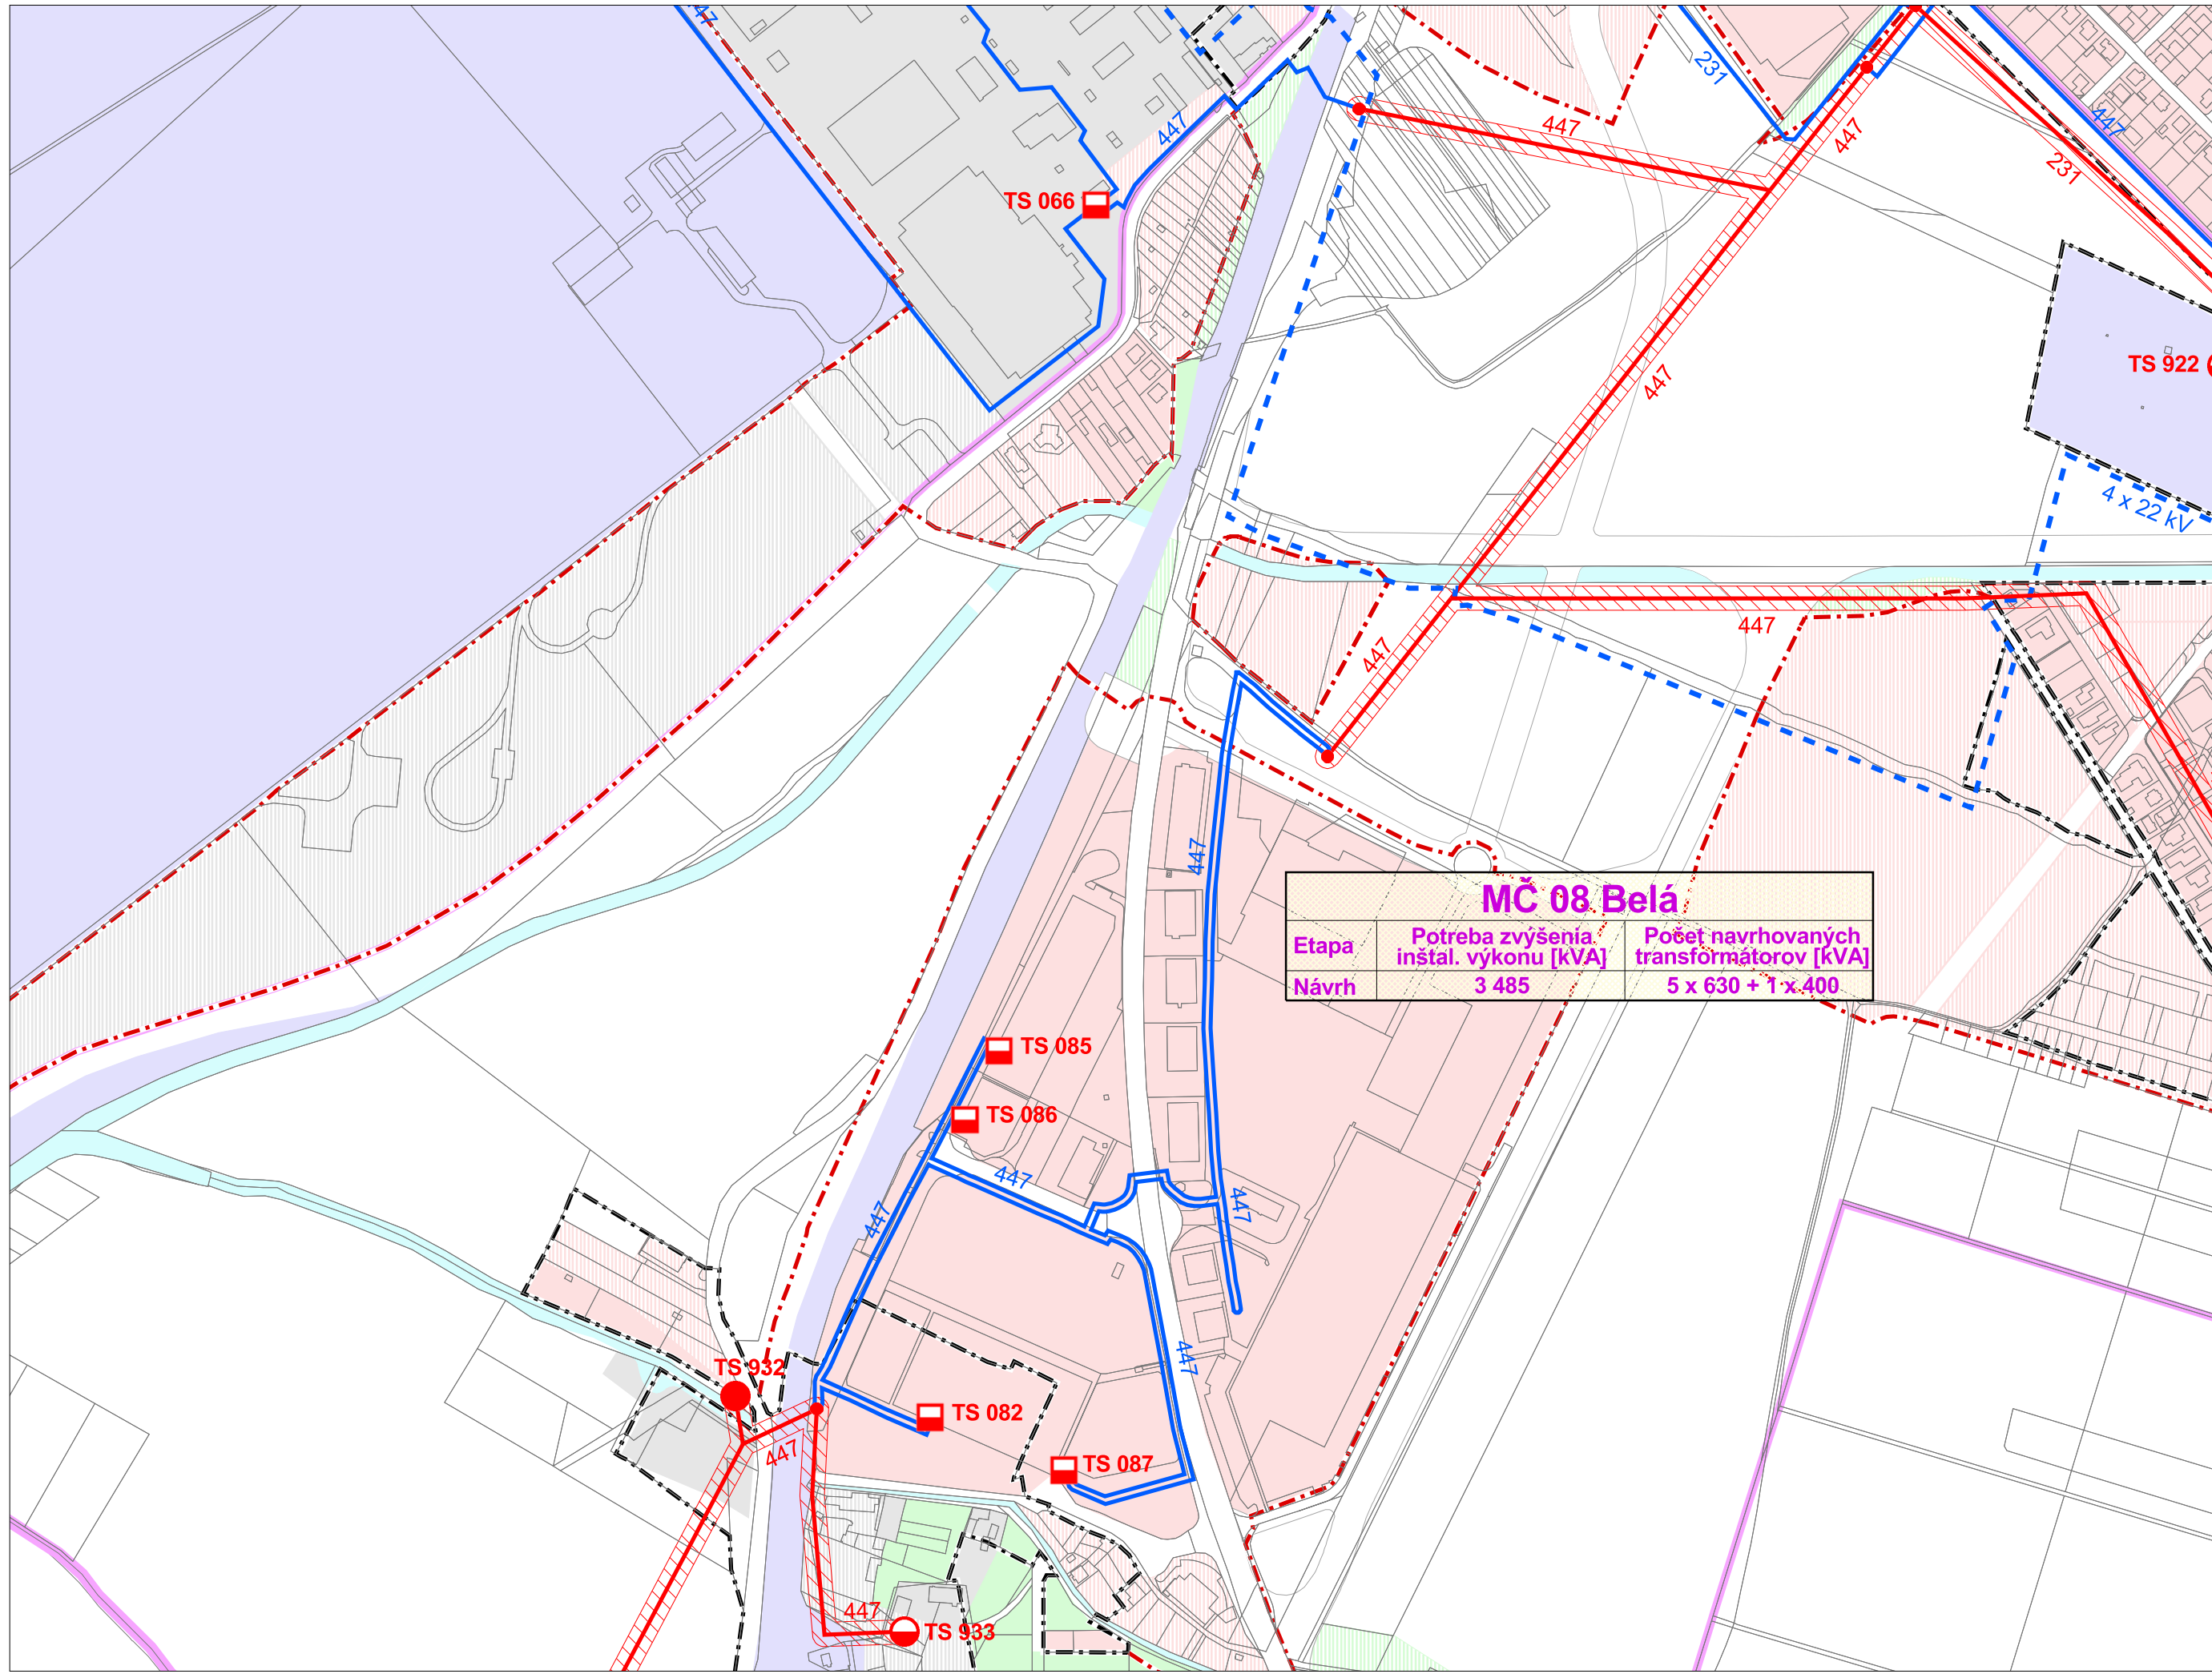 447
447
TS 066
447
231
447
447
231
447
TS 922
4 x 22 kV
447
447
447
447
MČ 08 Belá
Etapa
Potreba zvýšenia
inštal. výkonu [kVA]
Počet navrhovaných
transformátorov [kVA]
Návrh
3 485
5 x 630 + 1 x 400
TS 085
TS 086
447
447
447
447
TS 932
TS 082
447
TS 087
447
TS 933